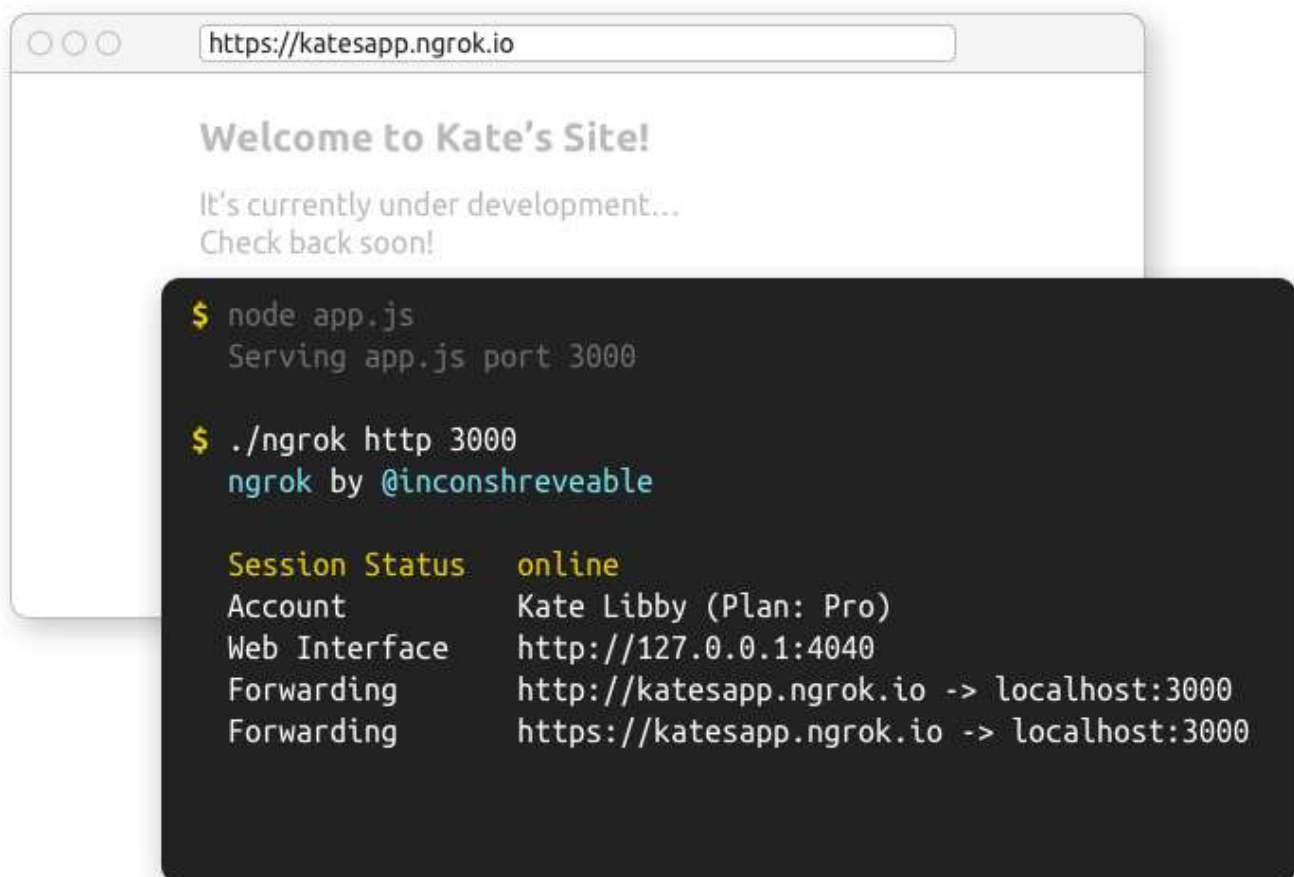 https://katesapp.ngrok.io
Welcome to Kate’s Site!
It’s currently under development…
Check back soon!
$ node app.js
Serving app.js port 3000
$ ./ngrok http 3000
ngrok by @inconshreveable
Session Status online
Account Kate Libby (Plan: Pro)
Web Interface http://127.0.0.1:4040
Forwarding http://katesapp.ngrok.io -> localhost:3000
Forwarding https://katesapp.ngrok.io -> localhost:3000